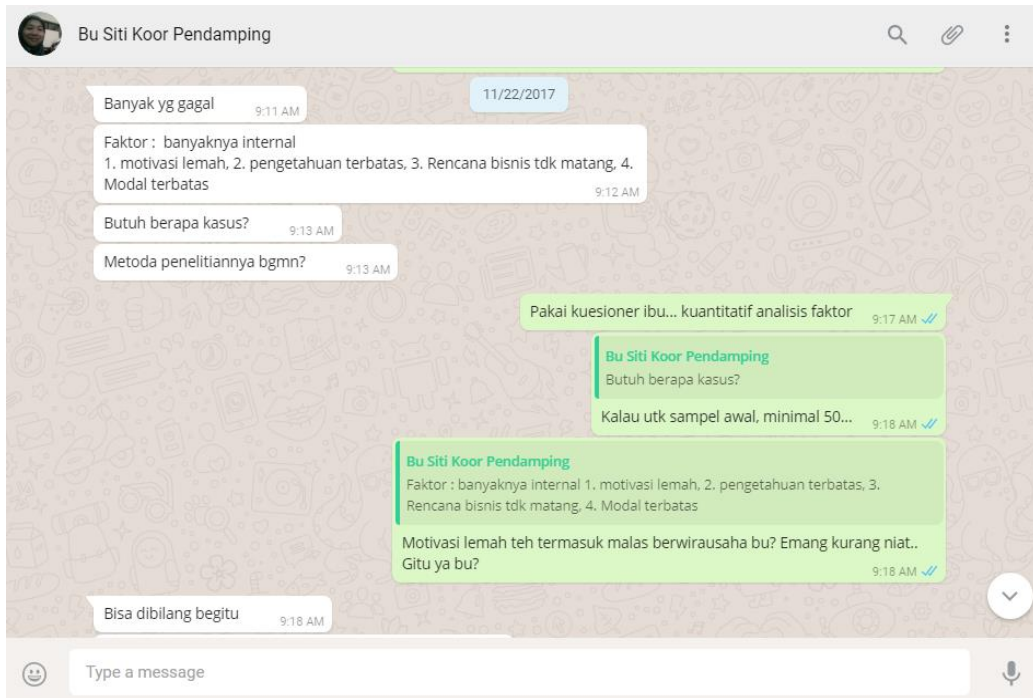 Bu Siti Koor Pendamping
11/22/2017
Banyak yg gagal 9:11 AM
Faktor : banyaknya internal
1. motivasi lemah, 2. pengetahuan terbatas, 3. Rencana bisnis tdk matang, 4.
Modal terbatas 9:12 AM
Butuh berapa kasus? 9:13 AM
Metoda penelitiannya bgmn? 9:13 AM
Pakai kuesioner ibu... kuantitatif analisis faktor 9:17 AM
Bu Siti Koor Pendamping
Butuh berapa kasus?
Kalau utk sampel awal, minimal 50... 9:18 AM
Bu Siti Koor Pendamping
Faktor : banyaknya internal 1. motivasi lemah, 2. pengetahuan terbatas, 3.
Rencana bisnis tdk matang, 4. Modal terbatas
Motivasi lemah teh termasuk malas berwirausaha bu? Emang kurang niat..
Gitu ya bu? 9:18 AM
Bisa dibilang begitu 9:18 AM
Type a message